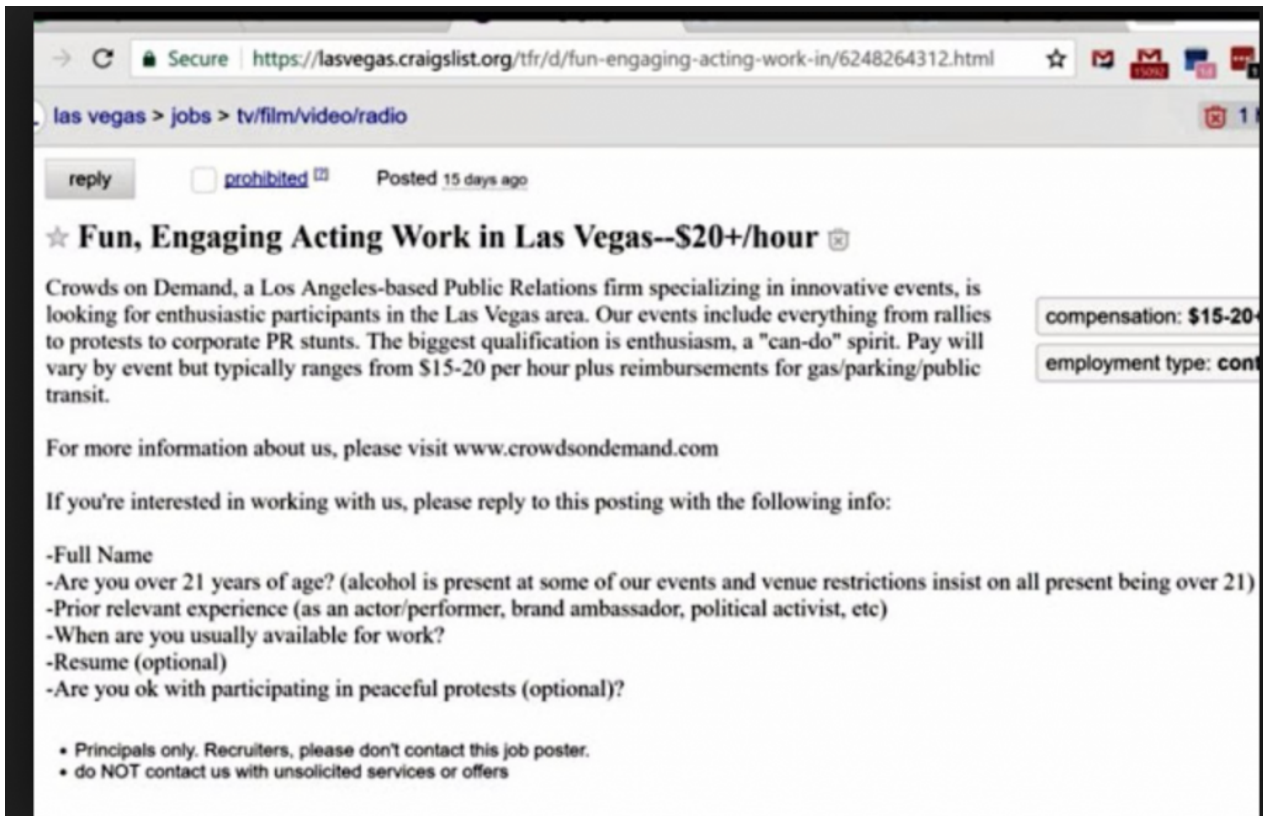 Secure https://lasvegas.craigslist.org/tfr/d/fun-engaging-acting-work-in/6248264312.html
15092
las vegas > jobs > tv/film/video/radio
1
reply prohibited [?] Posted 15 days ago
Fun, Engaging Acting Work in Las Vegas--$20+/hour
Crowds on Demand, a Los Angeles-based Public Relations firm specializing in innovative events, is
looking for enthusiastic participants in the Las Vegas area. Our events include everything from rallies
to protests to corporate PR stunts. The biggest qualification is enthusiasm, a "can-do" spirit. Pay will
vary by event but typically ranges from $15-20 per hour plus reimbursements for gas/parking/public
transit.
compensation: $15-20
employment type: cont
For more information about us, please visit www.crowdsondemand.com
If you're interested in working with us, please reply to this posting with the following info:
-Full Name
-Are you over 21 years of age? (alcohol is present at some of our events and venue restrictions insist on all present being over 21)
-Prior relevant experience (as an actor/performer, brand ambassador, political activist, etc)
-When are you usually available for work?
-Resume (optional)
-Are you ok with participating in peaceful protests (optional)?
• Principals only. Recruiters, please don't contact this job poster.
• do NOT contact us with unsolicited services or offers